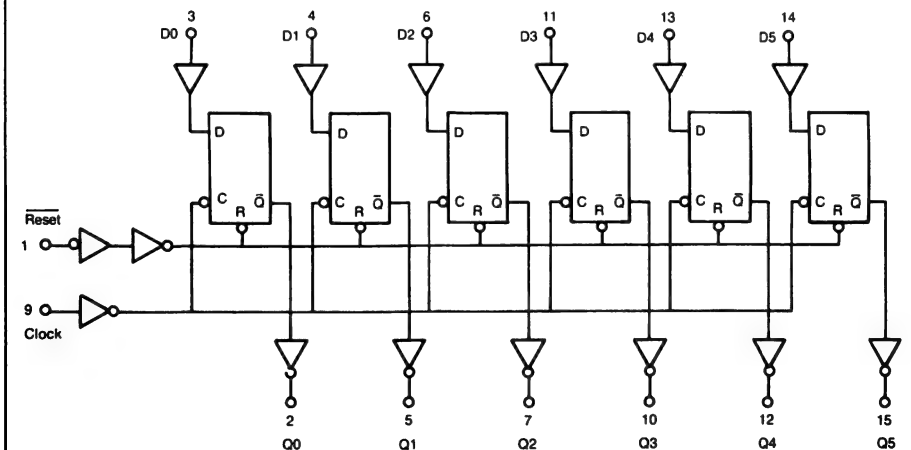 3 4 6 11 13 14
D0 D1 D2 D3 D4 D5
D D D D D D
C R Q̄ C R Q̄ C R Q̄ C R Q̄ C R Q̄ C R Q̄
R̅e̅s̅e̅t̅
1
9
Clock
2 5 7 10 12 15
Q0 Q1 Q2 Q3 Q4 Q5